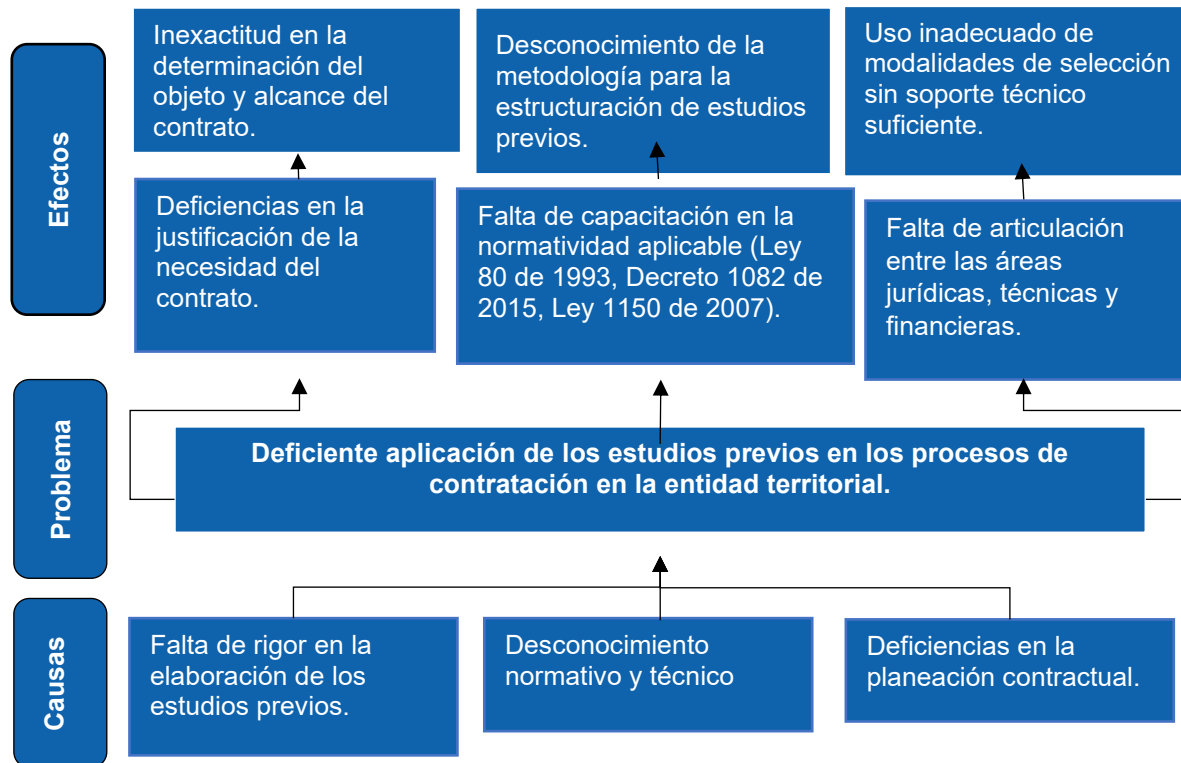 Efectos
Inexactitud en la
determinación del
objeto y alcance del
contrato.
Desconocimiento de la
metodología para la
estructuración de estudios
previos.
Uso inadecuado de
modalidades de selección
sin soporte técnico
suficiente.
Deficiencias en la
justificación de la
necesidad del
contrato.
Falta de capacitación en la
normatividad aplicable (Ley
80 de 1993, Decreto 1082 de
2015, Ley 1150 de 2007).
Falta de articulación
entre las áreas
jurídicas, técnicas y
financieras.
Problema
Deficiente aplicación de los estudios previos en los procesos de
contratación en la entidad territorial.
Causas
Falta de rigor en la
elaboración de los
estudios previos.
Desconocimiento
normativo y técnico
Deficiencias en la
planeación contractual.